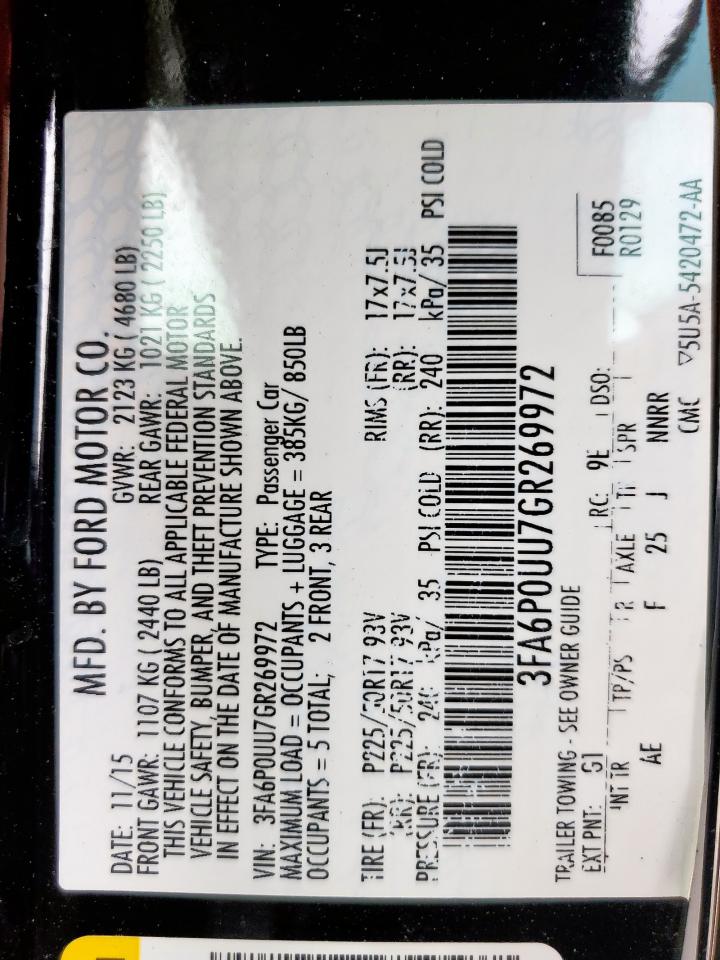 MFD. BY FORD MOTOR CO.
DATE: 11/15 GVWR: 2123 KG ( 4680 LB)
FRONT GAWR: 1107 KG ( 2440 LB) REAR GAWR: 1021 KG ( 2250 LB)
THIS VEHICLE CONFORMS TO ALL APPLICABLE FEDERAL MOTOR
VEHICLE SAFETY, BUMPER, AND THEFT PREVENTION STANDARDS
IN EFFECT ON THE DATE OF MANUFACTURE SHOWN ABOVE.
VIN: 3FA6P0UU7GR269972 TYPE: Passenger Car
MAXIMUM LOAD = OCCUPANTS + LUGGAGE = 385KG/ 850LB
OCCUPANTS = 5 TOTAL; 2 FRONT, 3 REAR
TIRE (FR): P225/50R17 93V RIMS (FR): 17x7.5J
(RR): P225/50R17 93V (RR): 17x7.5J
PRESSURE (FR): 240 kPa/ 35 PSI COLD (RR): 240 kPa/ 35 PSI COLD
3FA6P0UU7GR269972
TRAILER TOWING - SEE OWNER GUIDE F0085
EXT PNT: G1 RC: 9E DSO: R0129
INT TR TP/PS R AXLE TR SPR
AE F 25 J NNRR
CMC ▽5U5A-5420472-AA